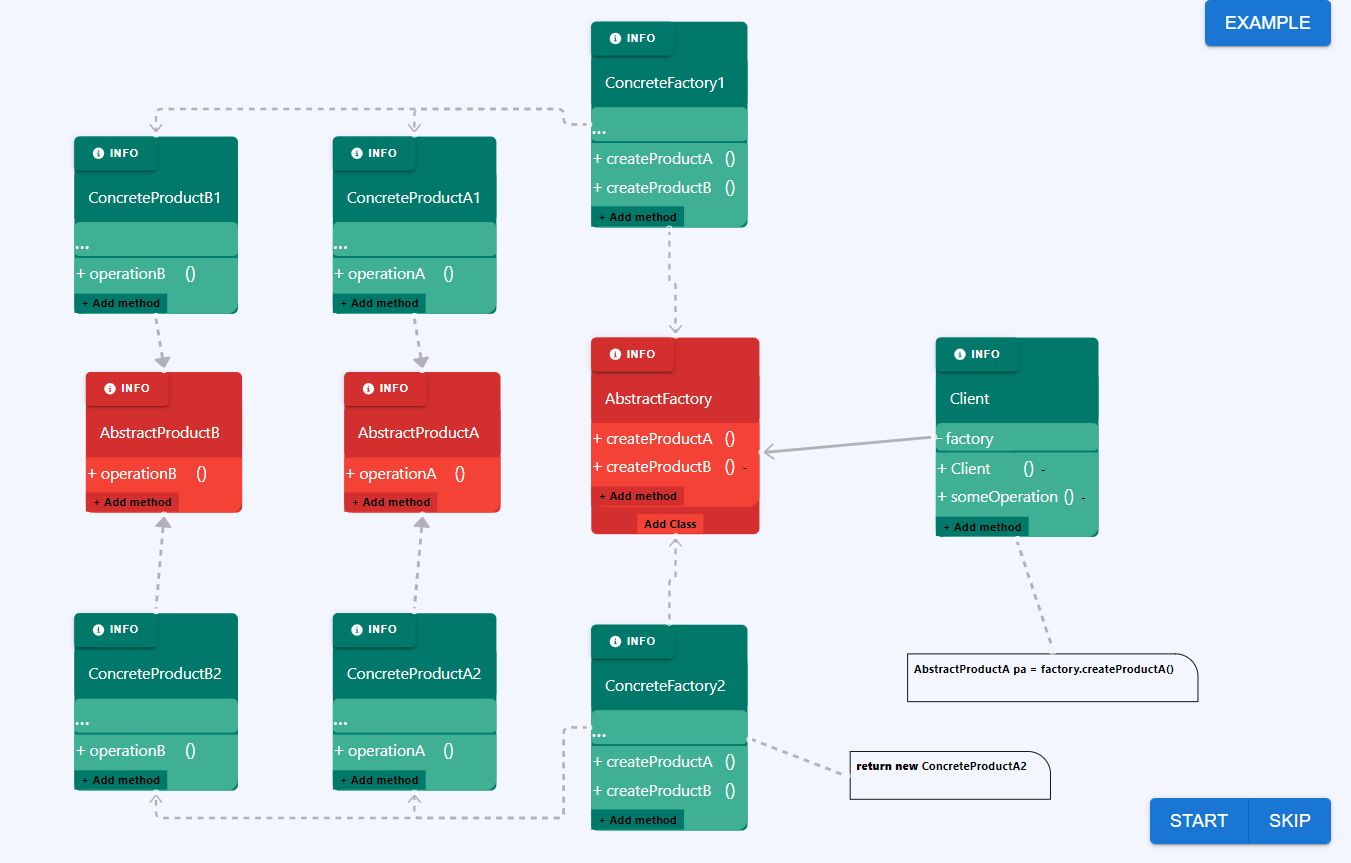 EXAMPLE
INFO
ConcreteFactory1
...
+ createProductA ()
+ createProductB ()
+ Add method
INFO
ConcreteProductB1
...
+ operationB ()
+ Add method
INFO
ConcreteProductA1
...
+ operationA ()
+ Add method
INFO
AbstractProductB
+ operationB ()
+ Add method
INFO
AbstractProductA
+ operationA ()
+ Add method
INFO
AbstractFactory
+ createProductA ()
+ createProductB () -
+ Add method
Add Class
INFO
Client
- factory
+ Client () -
+ someOperation () -
+ Add method
INFO
ConcreteProductB2
...
+ operationB ()
+ Add method
INFO
ConcreteProductA2
...
+ operationA ()
+ Add method
INFO
ConcreteFactory2
...
+ createProductA ()
+ createProductB ()
+ Add method
AbstractProductA pa = factory.createProductA()
return new ConcreteProductA2
START SKIP